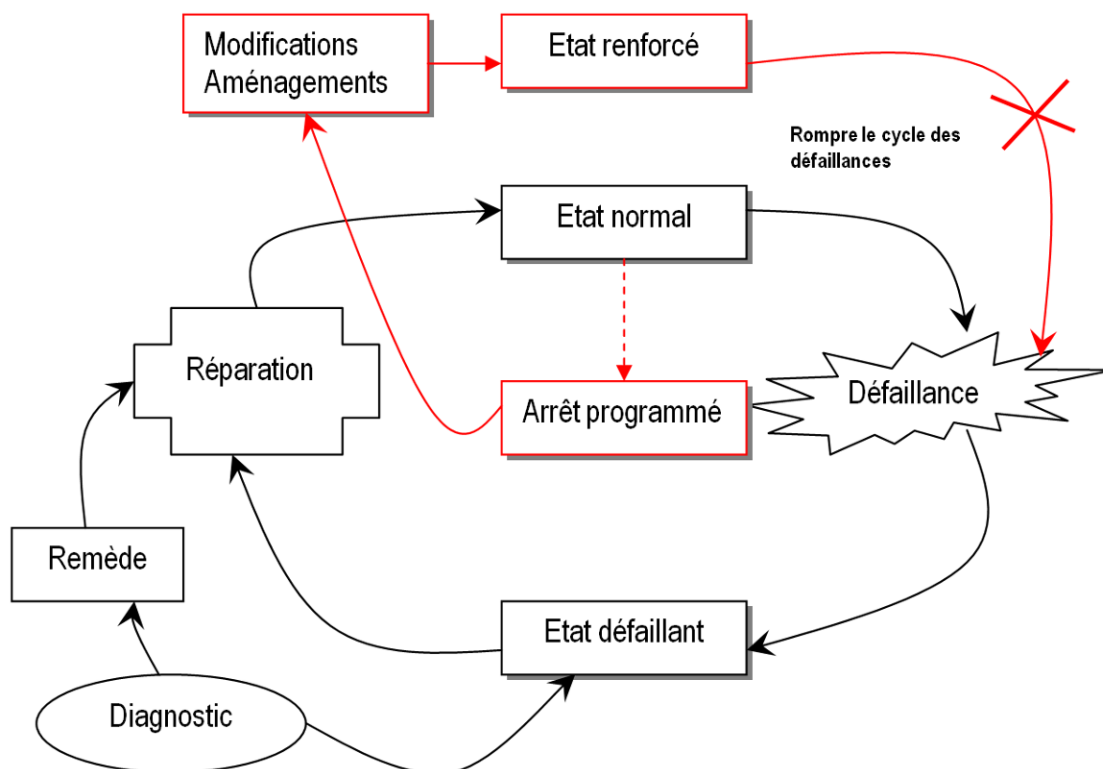 Modifications
Aménagements
Etat renforcé
Rompre le cycle des
défaillances
Etat normal
Réparation
Arrêt programmé
Défaillance
Remède
Etat défaillant
Diagnostic